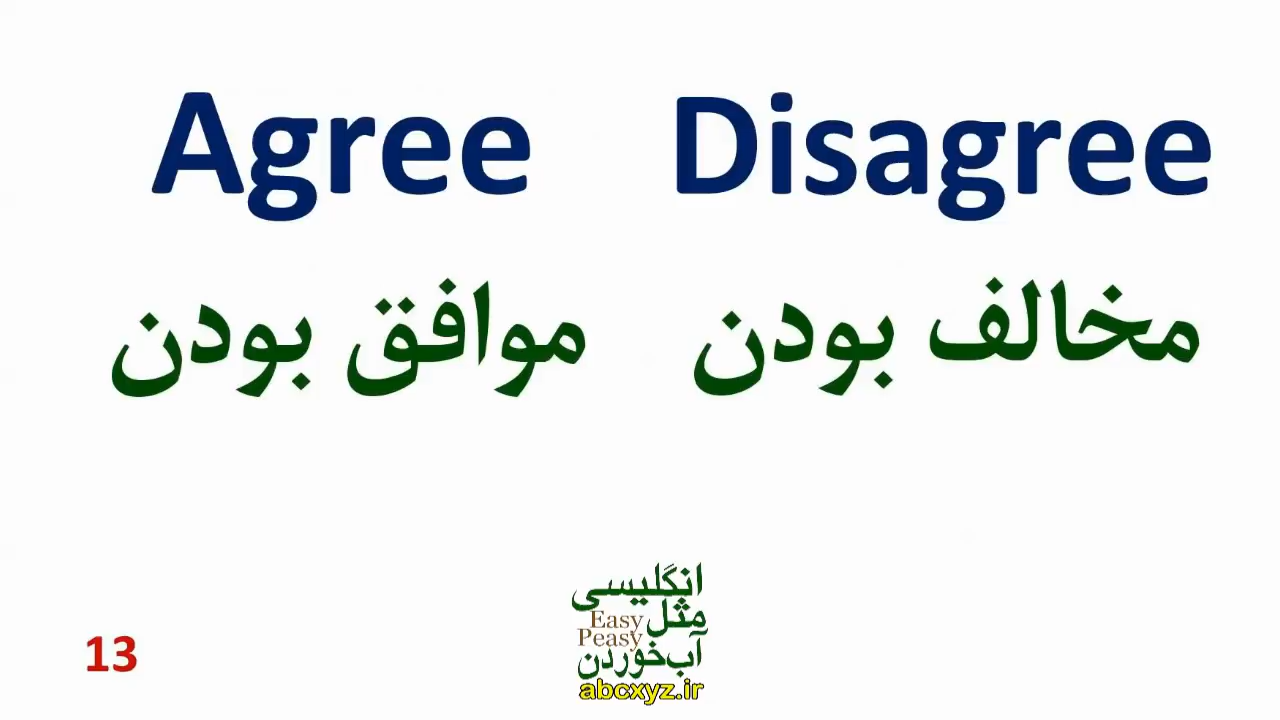 Agree Disagree
موافق بودن مخالف بودن
انگلیسی
مثل Easy
Peasy
آب‌خوردن
abcxyz.ir
13